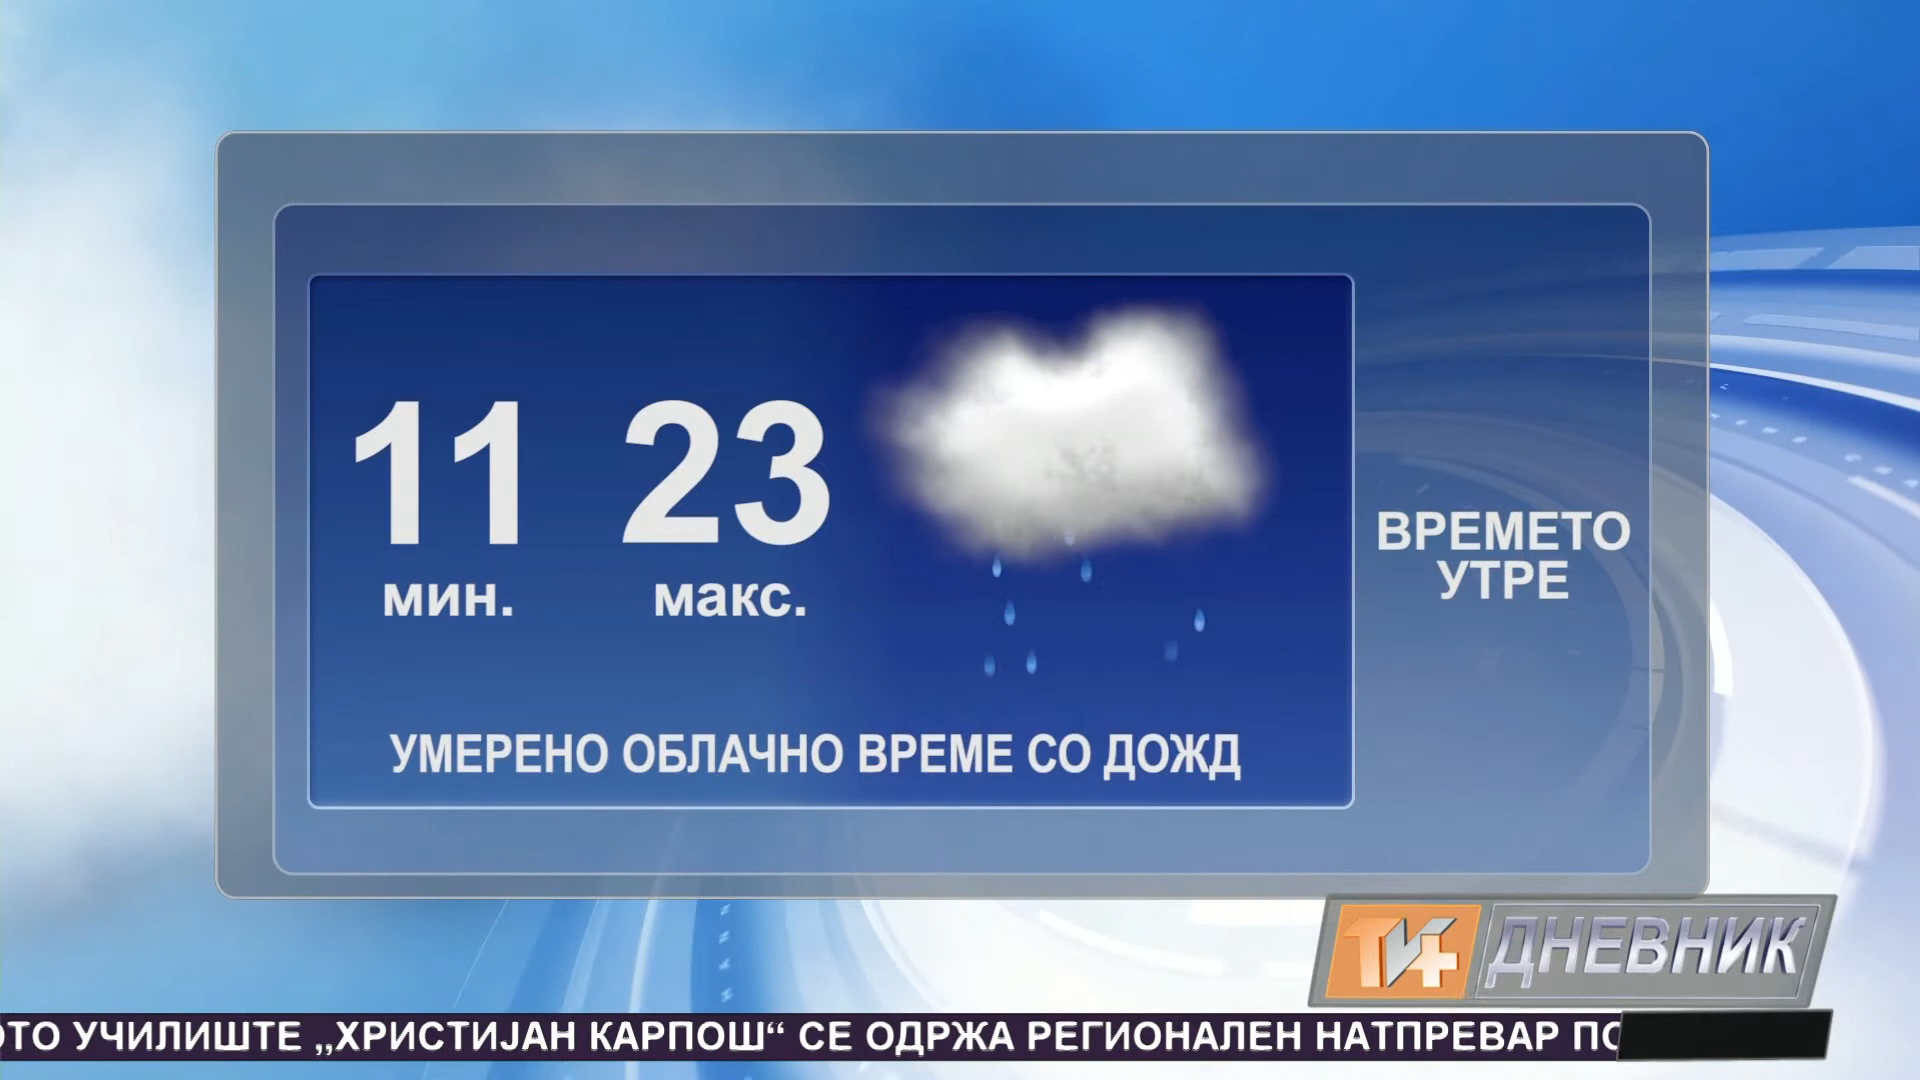 11 23
мин. макс.
УМЕРЕНО ОБЛАЧНО ВРЕМЕ СО ДОЖД
ВРЕМЕТО
УТРЕ
ДНЕВНИК
УЧИЛИШТЕ „ХРИСТИЈАН КАРПОШ“ СЕ ОДРЖА РЕГИОНАЛЕН НАТПРЕВАР ПО